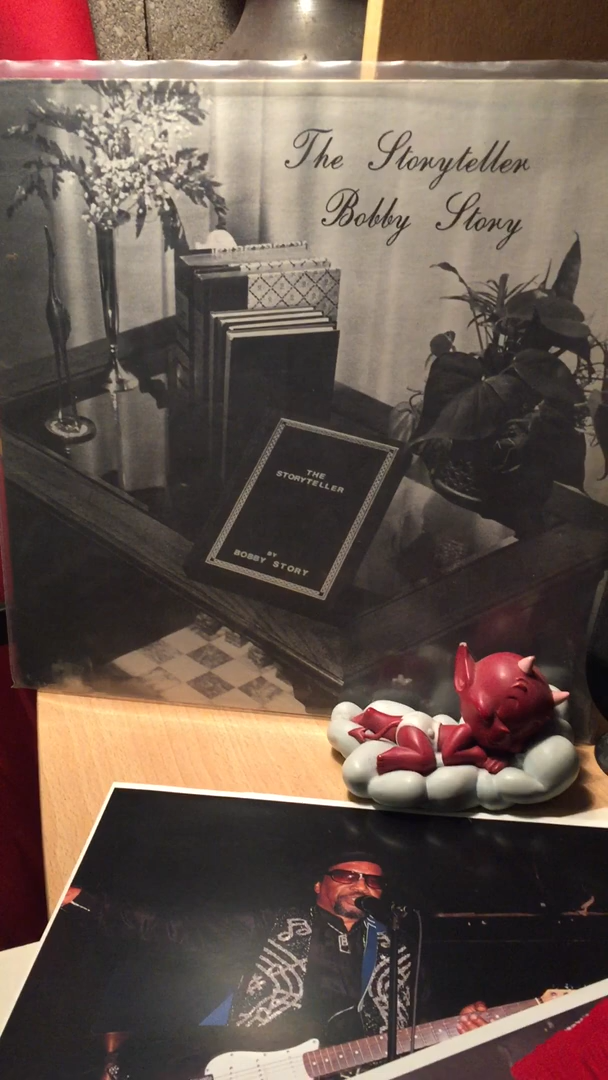 The Storyteller
Bobby Story
THE
STORYTELLER
BY
BOBBY STORY